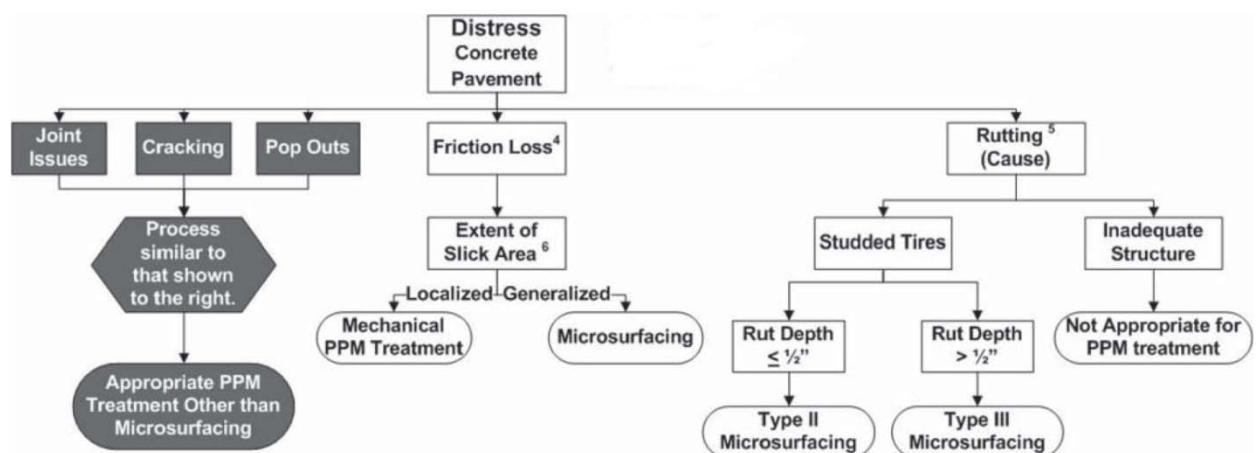 Distress
Concrete
Pavement
Joint
Issues
Cracking
Pop Outs
Friction Loss4
Rutting 5
(Cause)
Process
similar to
that shown
to the right.
Extent of
Slick Area 6
Studded Tires
Inadequate
Structure
Localized
Generalized
Mechanical
PPM Treatment
Microsurfacing
Rut Depth
≤ ½”
Rut Depth
> ½”
Not Appropriate for
PPM treatment
Appropriate PPM
Treatment Other than
Microsurfacing
Type II
Microsurfacing
Type III
Microsurfacing